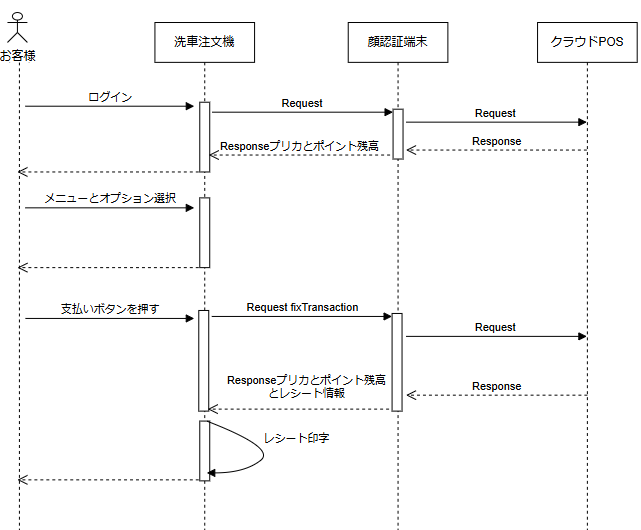 お客様
洗車注文機
顔認証端末
クラウドPOS
ログイン
Request
Request
Response
Responseプリカとポイント残高
メニューとオプション選択
支払いボタンを押す
Request fixTransaction
Request
Responseプリカとポイント残高
とレシート情報
Response
レシート印字